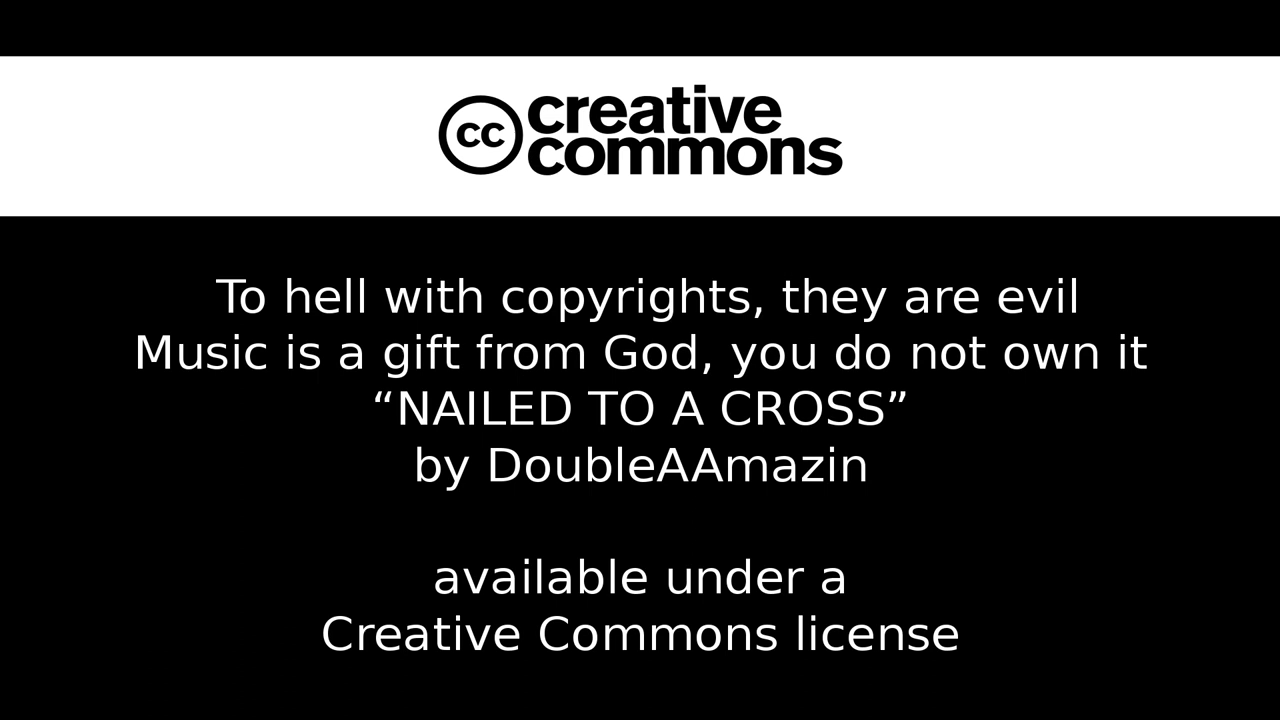 cc creative
commons
To hell with copyrights, they are evil
Music is a gift from God, you do not own it
“NAILED TO A CROSS”
by DoubleAAmazin
available under a
Creative Commons license